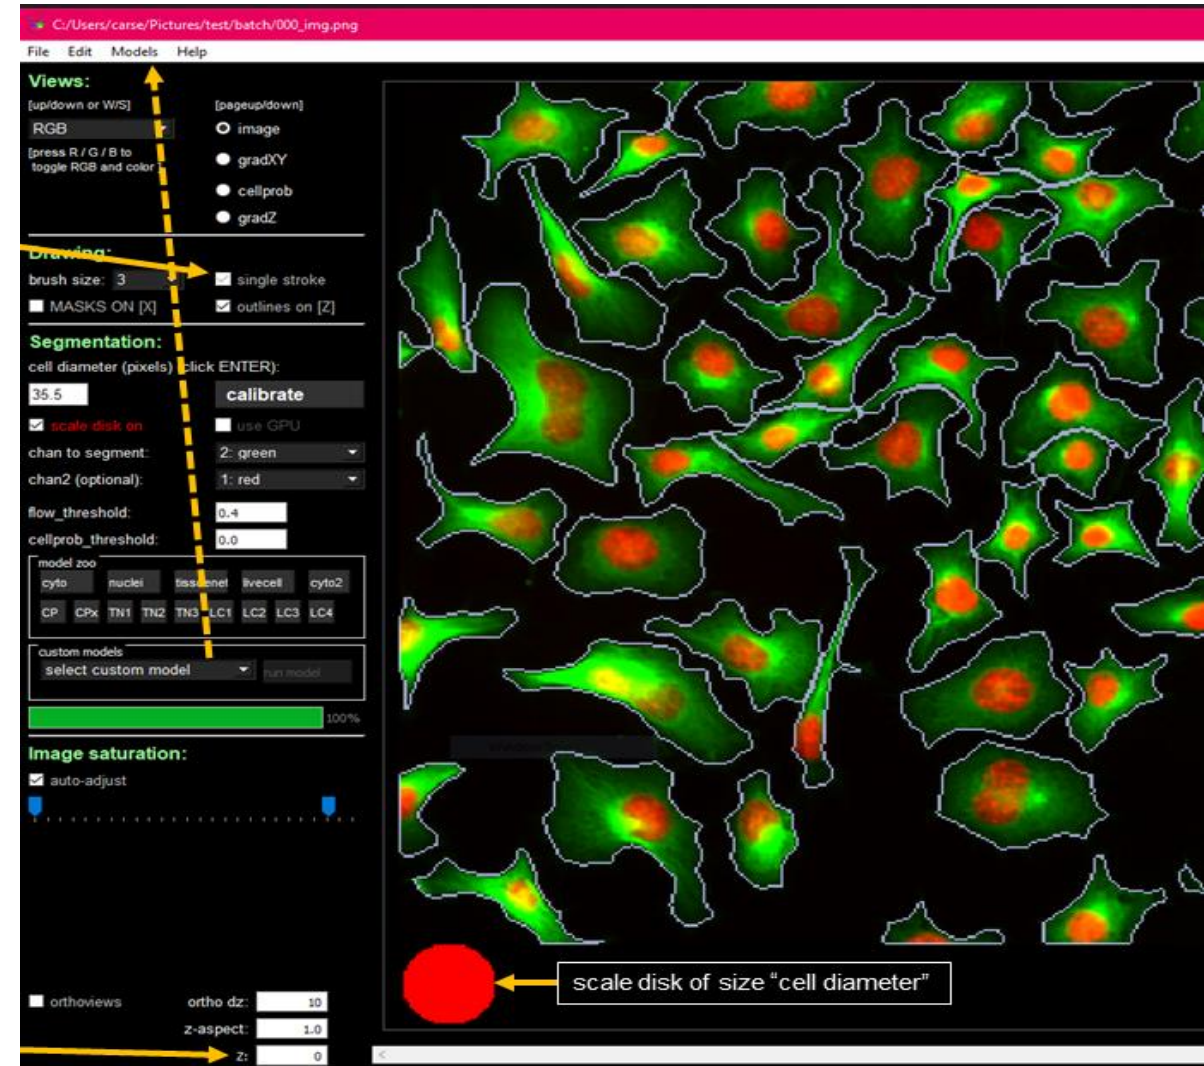 C:/Users/carse/Pictures/test/batch/000_img.png
File Edit Models Help
Views:
[up/down or W/S] [pageup/down]
RGB image
[press R / G / B to
toggle RGB and color ]
gradXY
cellprob
gradZ
Drawing:
brush size: 3 single stroke
MASKS ON [X] outlines on [Z]
Segmentation:
cell diameter (pixels) (click ENTER):
35.5 calibrate
scale disk on use GPU
chan to segment: 2: green
chan2 (optional): 1: red
flow_threshold: 0.4
cellprob_threshold: 0.0
model zoo
cyto nuclei tissuenet livecell cyto2
CP CPx TN1 TN2 TN3 LC1 LC2 LC3 LC4
custom models
select custom model run model
100%
Image saturation:
auto-adjust
scale disk of size “cell diameter”
orthoviews ortho dz: 10
z-aspect: 1.0
Z: 0